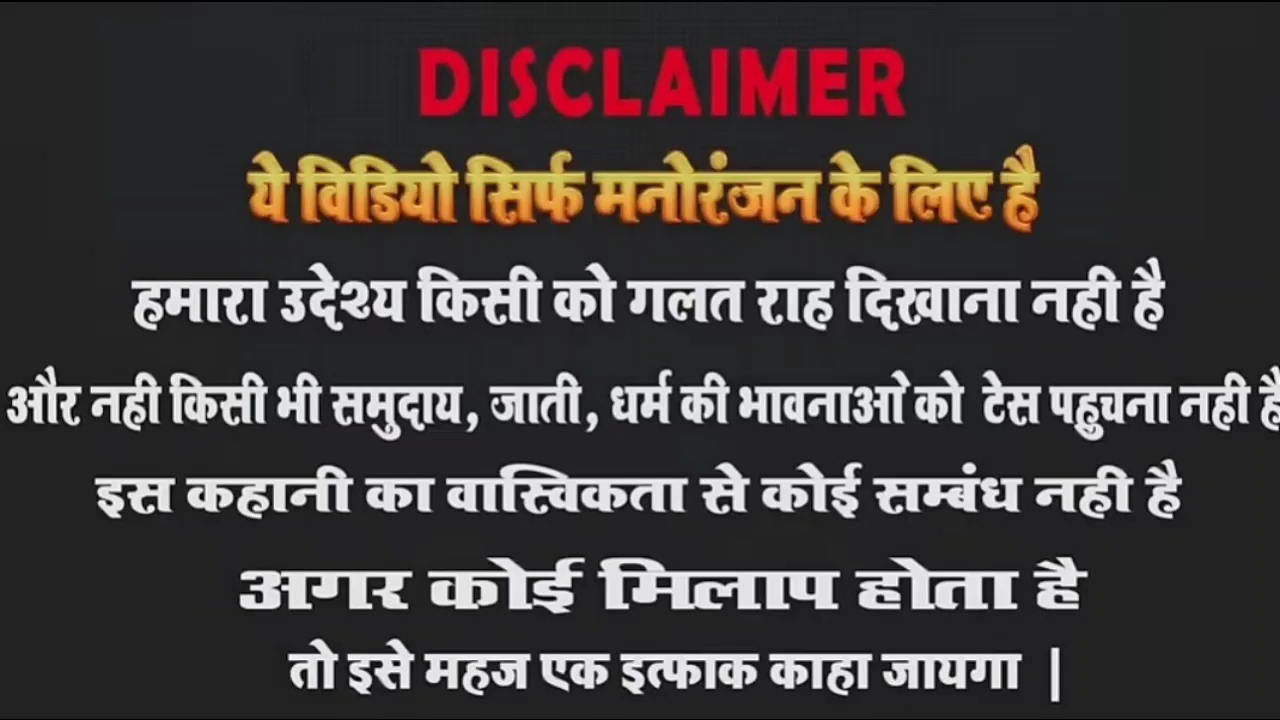 DISCLAIMER
ये विडियो सिर्फ मनोरंजन के लिए है
हमारा उदेश्य किसी को गलत राह दिखाना नही है
और नही किसी भी समुदाय, जाती, धर्म की भावनाओ को टेस पहुचना नही है
इस कहानी का वास्विकता से कोई सम्बंध नही है
अगर कोई मिलाप होता है
तो इसे महज एक इत्फाक काहा जायगा |